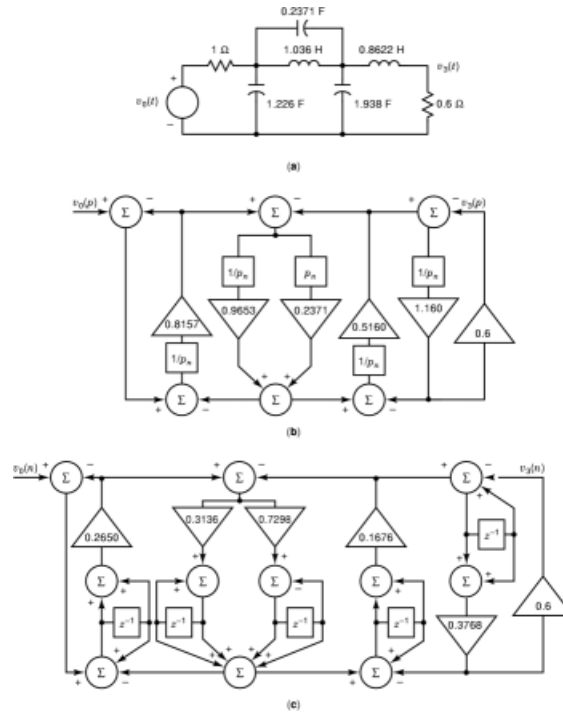 0.2371 F
1 Ω
1.036 H
0.8622 H
v₃(t)
+
v₀(t)
−
1.226 F
1.938 F
0.6 Ω
(a)
v₀(p)
+
Σ
−
+
Σ
−
+
Σ
−
v₃(p)
1/pₙ
pₙ
1/pₙ
0.8157
0.9653
0.2371
0.5160
1.160
0.6
1/pₙ
1/pₙ
+
+
+
Σ
−
Σ
+
Σ
−
(b)
v₀(n)
+
Σ
−
+
Σ
−
+
Σ
−
v₃(n)
+
0.3136
0.7298
0.2650
0.1676
z⁻¹
+
+
+
+
+
Σ
+
Σ
Σ
−
Σ
+
Σ
+
+
+
z⁻¹
z⁻¹
z⁻¹
z⁻¹
0.3768
0.6
+
+
+
+
+
+
+
Σ
−
Σ
+
Σ
−
(c)